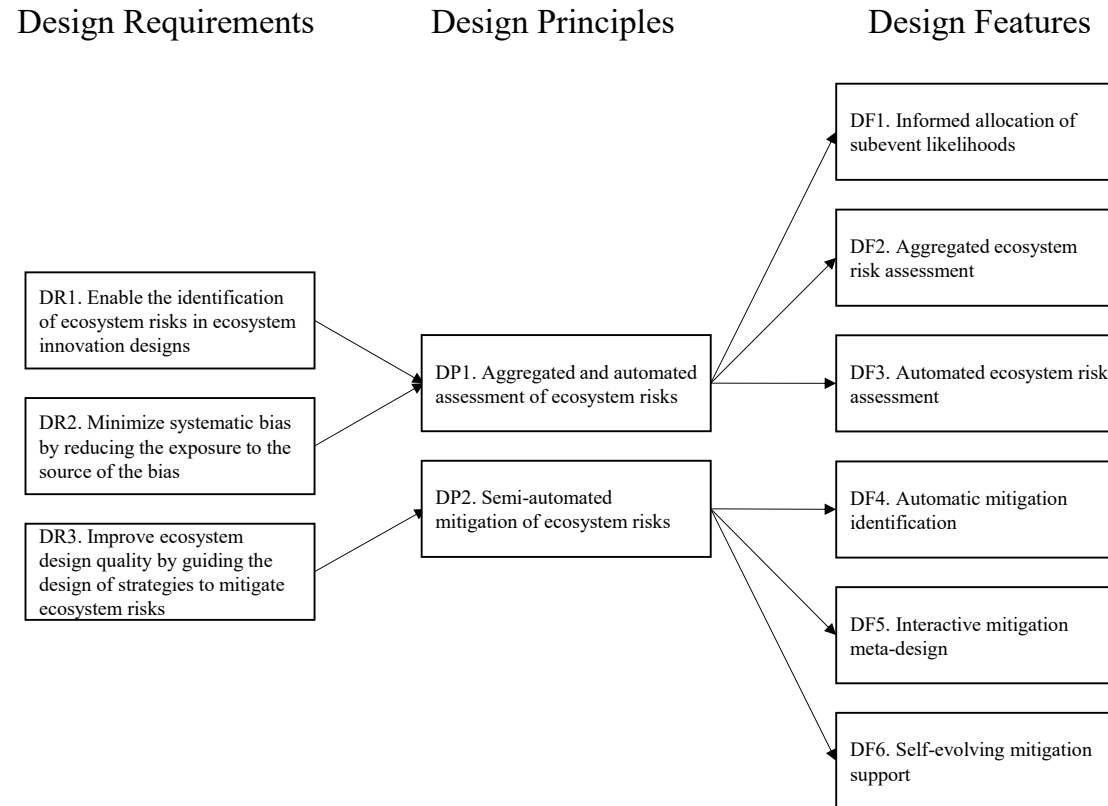 Design Requirements
Design Principles
Design Features
DR1. Enable the identification
of ecosystem risks in ecosystem
innovation designs
DR2. Minimize systematic bias
by reducing the exposure to the
source of the bias
DR3. Improve ecosystem
design quality by guiding the
design of strategies to mitigate
ecosystem risks
DP1. Aggregated and automated
assessment of ecosystem risks
DP2. Semi-automated
mitigation of ecosystem risks
DF1. Informed allocation of
subevent likelihoods
DF2. Aggregated ecosystem
risk assessment
DF3. Automated ecosystem risk
assessment
DF4. Automatic mitigation
identification
DF5. Interactive mitigation
meta-design
DF6. Self-evolving mitigation
support